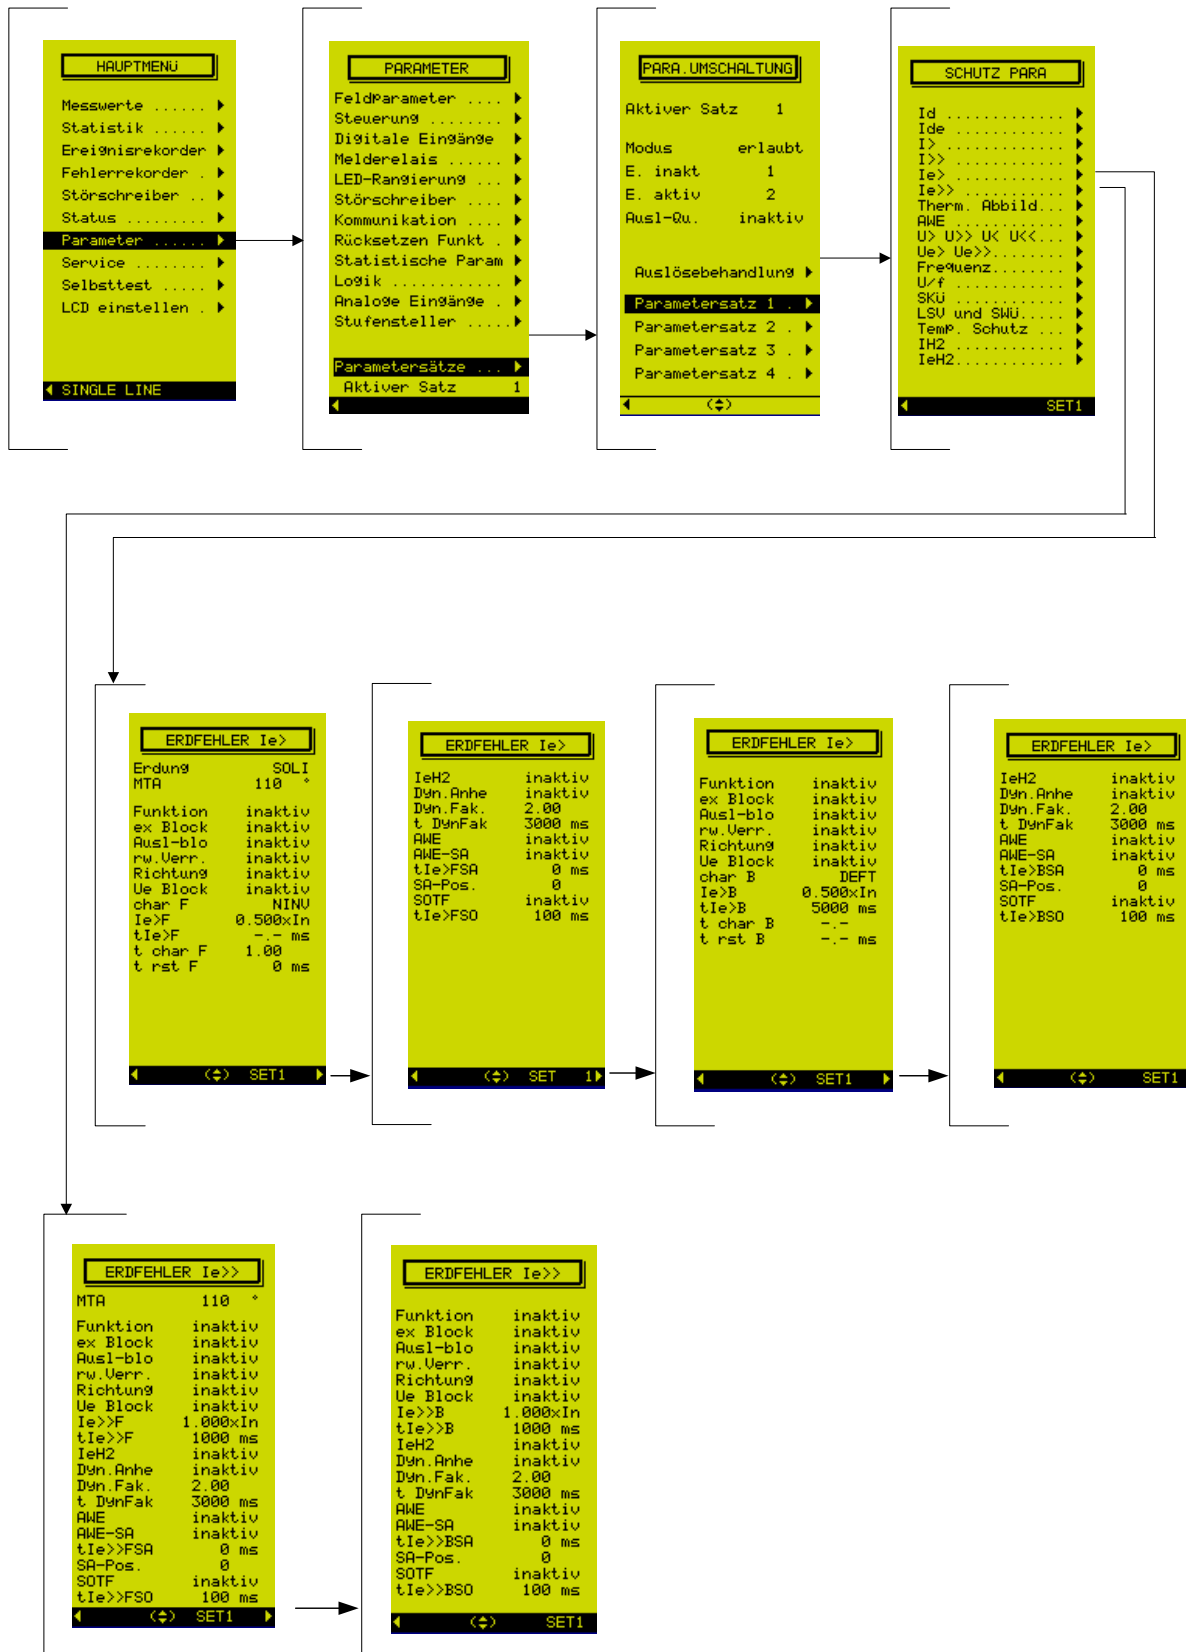 HAUPTMENü
Messwerte ......
Statistik ......
Ereignisrekorder
Fehlerrekorder .
Störschreiber ..
Status .........
Parameter ......
Service ........
Selbsttest .....
LCD einstellen .
SINGLE LINE
PARAMETER
Feldparameter ....
Steuerung ........
Digitale Eingänge
Melderelais ......
LED-Rangierung ...
Störschreiber ....
Kommunikation ....
Rücksetzen Funkt .
Statistische Param
Logik ............
Analoge Eingänge .
Stufensteller .....
Parametersätze ...
Aktiver Satz 1
PARA.UMSCHALTUNG
Aktiver Satz 1
Modus erlaubt
E. inakt 1
E. aktiv 2
Ausl-Qu. inaktiv
Auslösebehandlung
Parametersatz 1 .
Parametersatz 2 .
Parametersatz 3 .
Parametersatz 4 .
SCHUTZ PARA
Id .............
Ide ............
I> .............
I>> ............
Ie> ............
Ie>> ...........
Therm. Abbild...
AWE ............
U> U>> U< U<<...
Ue> Ue>>........
Frequenz........
U/f ............
SKü ............
LSV und SWü.....
Temp. Schutz ...
IH2 ............
IeH2............
SET1
ERDFEHLER Ie>
Erdung SOLI
MTA 110 °
Funktion inaktiv
ex Block inaktiv
Ausl-blo inaktiv
rw.Verr. inaktiv
Richtung inaktiv
Ue Block inaktiv
char F NINV
Ie>F 0.500xIn
tIe>F -.- ms
t char F 1.00
t rst F 0 ms
(♦) SET1
ERDFEHLER Ie>
IeH2 inaktiv
Dyn.Anhe inaktiv
Dyn.Fak. 2.00
t DynFak 3000 ms
AWE inaktiv
AWE-SA inaktiv
tIe>FSA 0 ms
SA-Pos. 0
SOTF inaktiv
tIe>FSO 100 ms
(♦) SET 1
ERDFEHLER Ie>
Funktion inaktiv
ex Block inaktiv
Ausl-blo inaktiv
rw.Verr. inaktiv
Richtung inaktiv
Ue Block inaktiv
char B DEFT
Ie>B 0.500xIn
tIe>B 5000 ms
t char B -.-
t rst B -.- ms
(♦) SET1
ERDFEHLER Ie>
IeH2 inaktiv
Dyn.Anhe inaktiv
Dyn.Fak. 2.00
t DynFak 3000 ms
AWE inaktiv
AWE-SA inaktiv
tIe>BSA 0 ms
SA-Pos. 0
SOTF inaktiv
tIe>BSO 100 ms
(♦) SET1
ERDFEHLER Ie>>
MTA 110 °
Funktion inaktiv
ex Block inaktiv
Ausl-blo inaktiv
rw.Verr. inaktiv
Richtung inaktiv
Ue Block inaktiv
Ie>>F 1.000xIn
tIe>>F 1000 ms
IeH2 inaktiv
Dyn.Anhe inaktiv
Dyn.Fak. 2.00
t DynFak 3000 ms
AWE inaktiv
AWE-SA inaktiv
tIe>>FSA 0 ms
SA-Pos. 0
SOTF inaktiv
tIe>>FSO 100 ms
(♦) SET1
ERDFEHLER Ie>>
Funktion inaktiv
ex Block inaktiv
Ausl-blo inaktiv
rw.Verr. inaktiv
Richtung inaktiv
Ue Block inaktiv
Ie>>B 1.000xIn
tIe>>B 1000 ms
IeH2 inaktiv
Dyn.Anhe inaktiv
Dyn.Fak. 2.00
t DynFak 3000 ms
AWE inaktiv
AWE-SA inaktiv
tIe>>BSA 0 ms
SA-Pos. 0
SOTF inaktiv
tIe>>BSO 100 ms
(♦) SET1